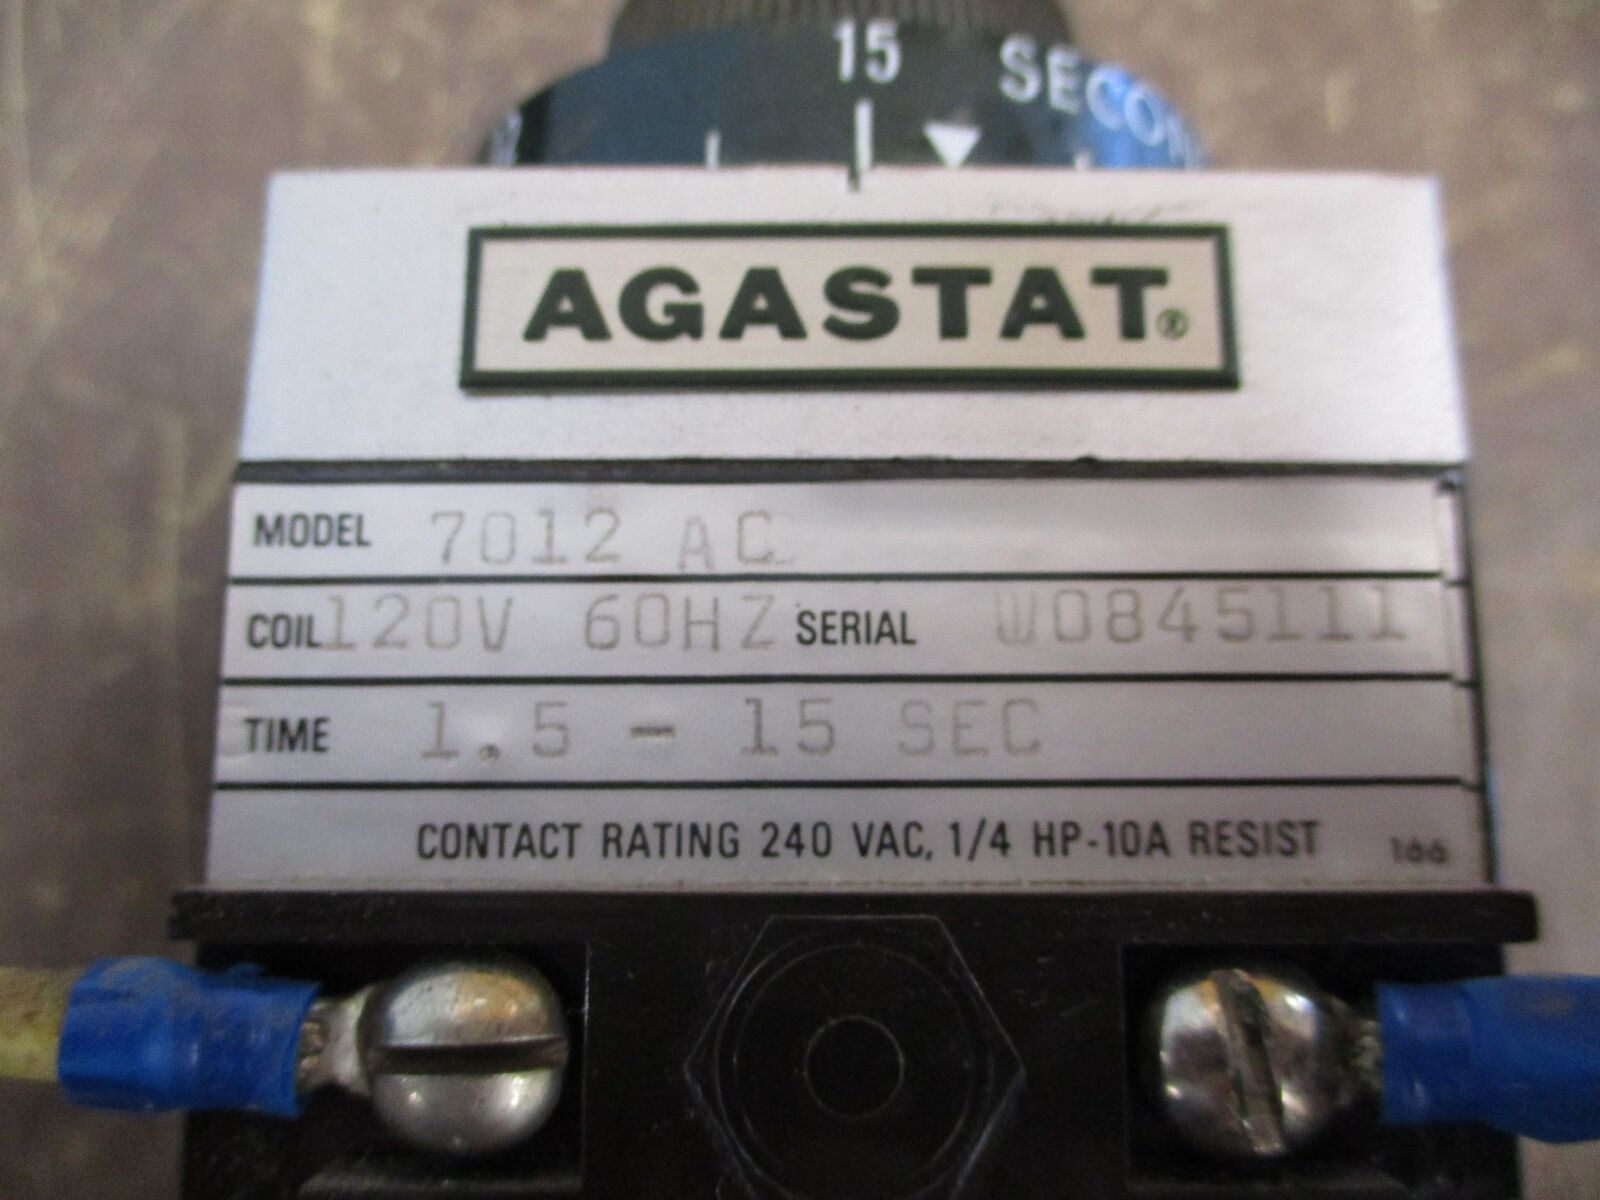 15 SECON
AGASTAT®
MODEL 7012 AC
COIL 120V 60HZ SERIAL W0845111
TIME 1.5 - 15 SEC
CONTACT RATING 240 VAC, 1/4 HP-10A RESIST 166